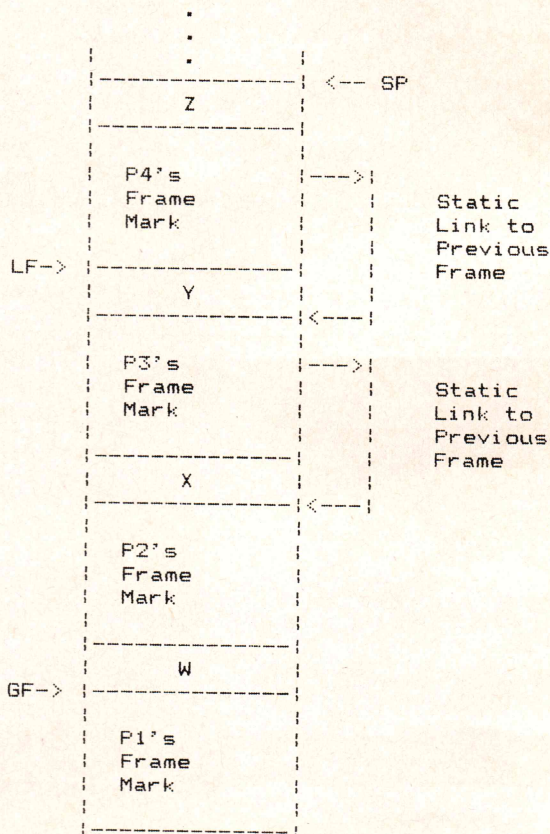 <-- SP
Z
P4's
--->
Frame
Static
Mark
Link to
Previous
LF->
Frame
Y
<---
P3's
--->
Frame
Static
Mark
Link to
Previous
Frame
X
<---
P2's
Frame
Mark
W
GF->
P1's
Frame
Mark